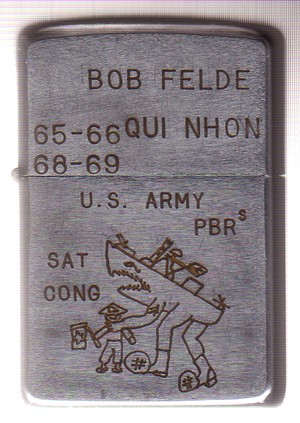 BOB FELDE
65-66 QUI NHON
68-69
U.S. ARMY
PBRs
SAT
CONG